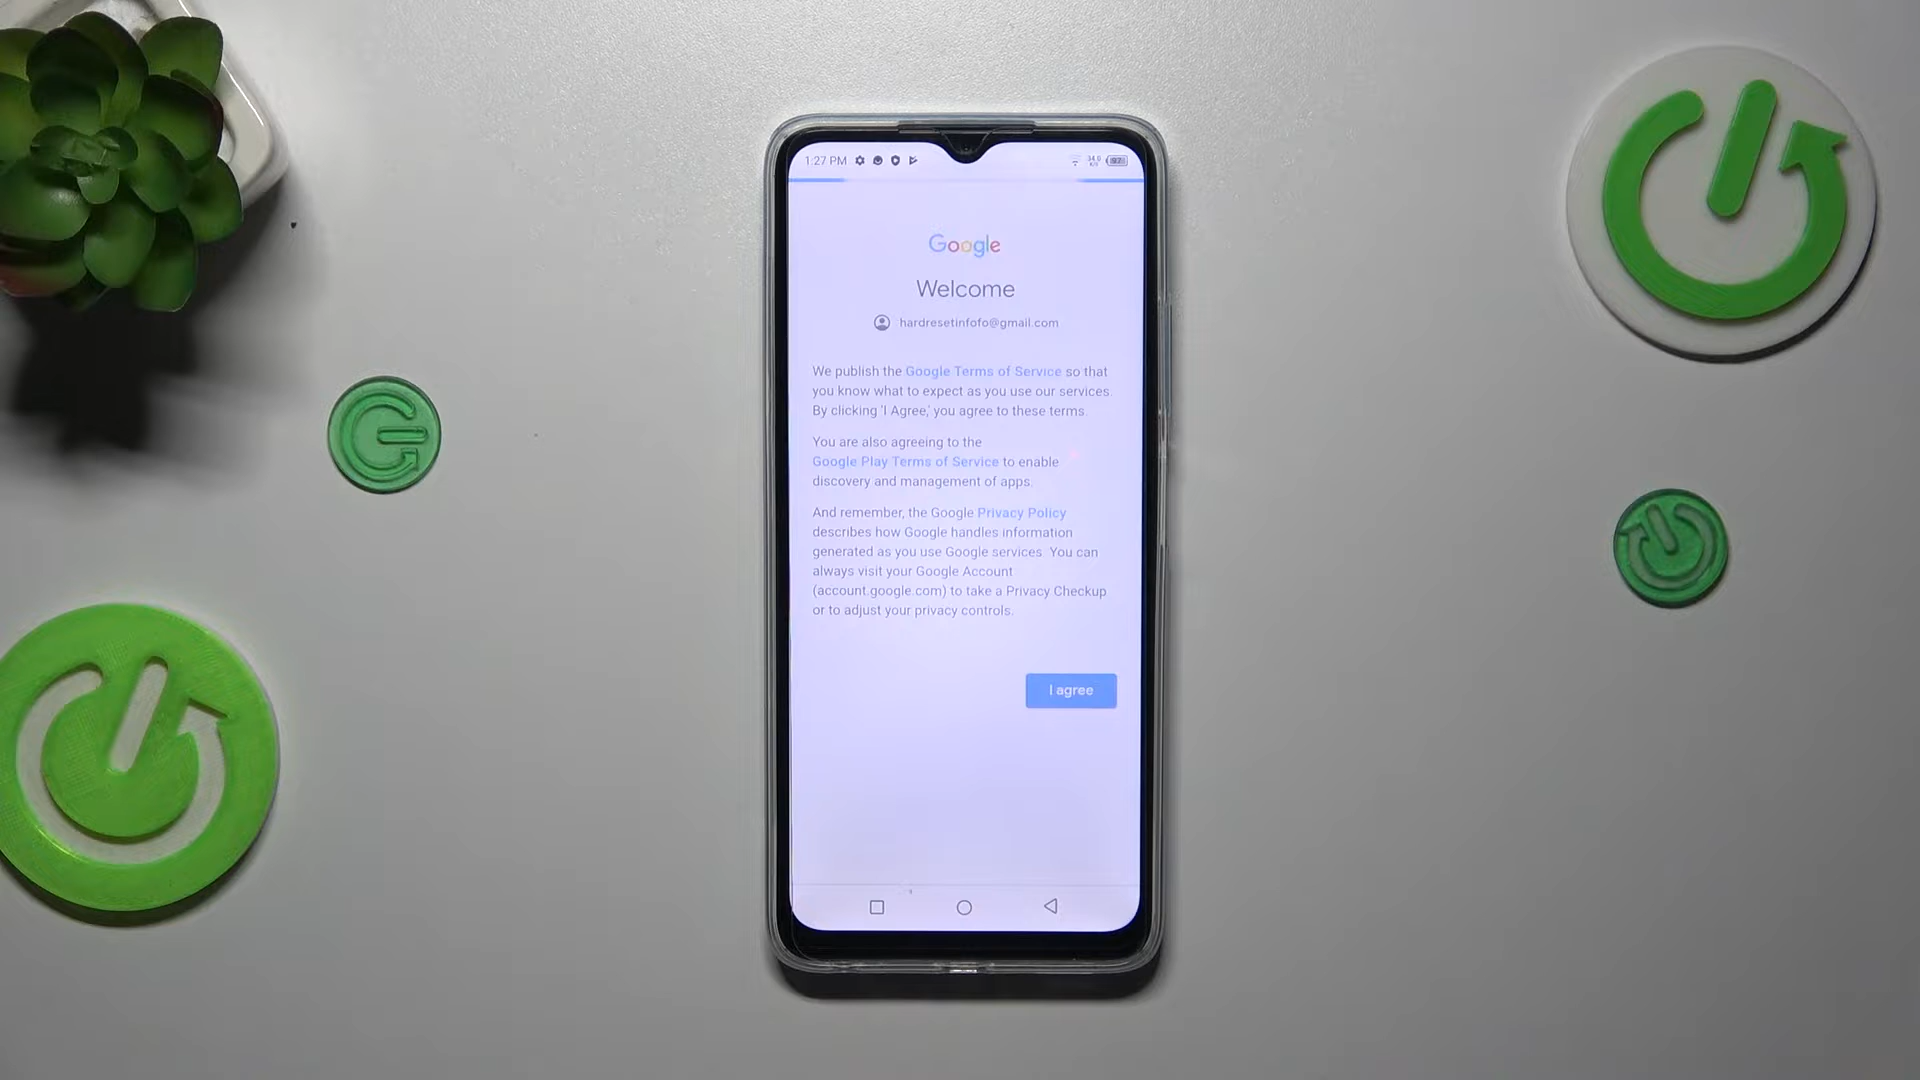 1:27 PM
Google
Welcome
hardresetinfofo@gmail.com
We publish the Google Terms of Service so that
you know what to expect as you use our services.
By clicking 'I Agree,' you agree to these terms.
You are also agreeing to the
Google Play Terms of Service to enable
discovery and management of apps.
And remember, the Google Privacy Policy
describes how Google handles information
generated as you use Google services. You can
always visit your Google Account
(account.google.com) to take a Privacy Checkup
or to adjust your privacy controls.
I agree